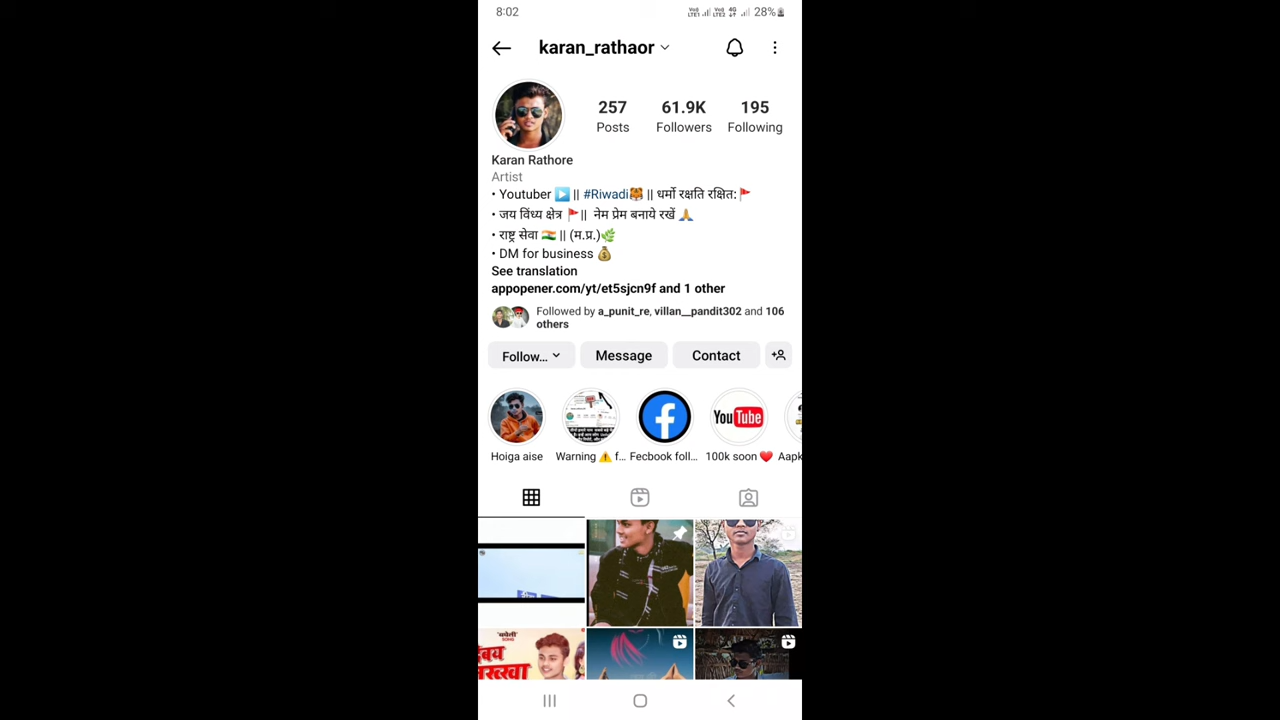 8:02
28%
karan_rathaor
257
61.9K
195
Posts
Followers
Following
Karan Rathore
Artist
• Youtuber ▶️ || #Riwadi🐯 || धर्मो रक्षति रक्षित:🚩
• जय विंध्य क्षेत्र 🚩|| नेम प्रेम बनाये रखें 🙏
• राष्ट्र सेवा 🇮🇳 || (म.प्र.)🌿
• DM for business 💰
See translation
appopener.com/yt/et5sjcn9f and 1 other
Followed by a_punit_re, villan__pandit302 and 106
others
Follow...
Message
Contact
YouTube
Hoiga aise
Warning ⚠️ f...
Fecbook foll...
100k soon ❤️
Aapk
SONG